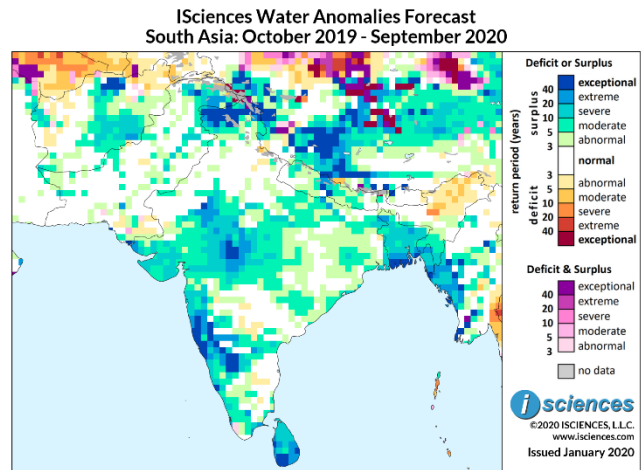 ISciences Water Anomalies Forecast
South Asia: October 2019 - September 2020
Deficit or Surplus
exceptional
40
extreme
20
severe
10
moderate
5
abnormal
3
normal
3
abnormal
5
moderate
10
severe
20
extreme
40
exceptional
return period (years)
surplus
deficit
Deficit & Surplus
exceptional
40
extreme
20
severe
10
moderate
5
abnormal
3
no data
i sciences
©2020 ISCIENCES, L.L.C.
www.isciences.com
Issued January 2020